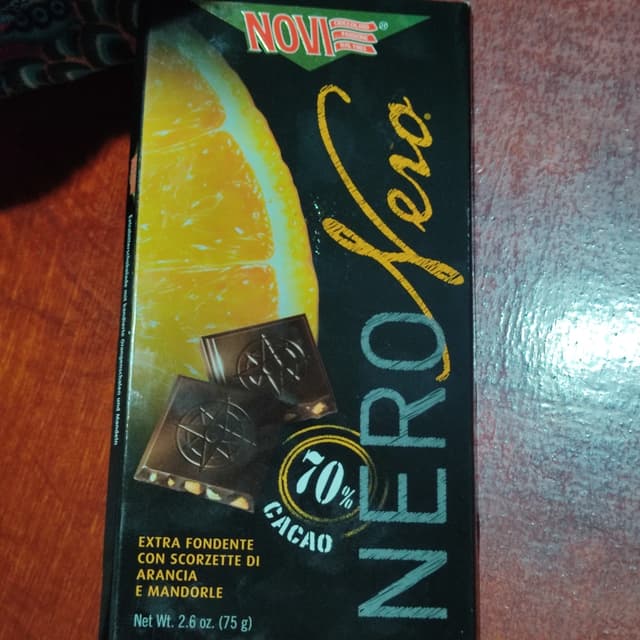 NOVI
®
Nero
NERO
70%
CACAO
EXTRA FONDENTE
CON SCORZETTE DI
ARANCIA
E MANDORLE
Net Wt. 2.6 oz. (75 g)